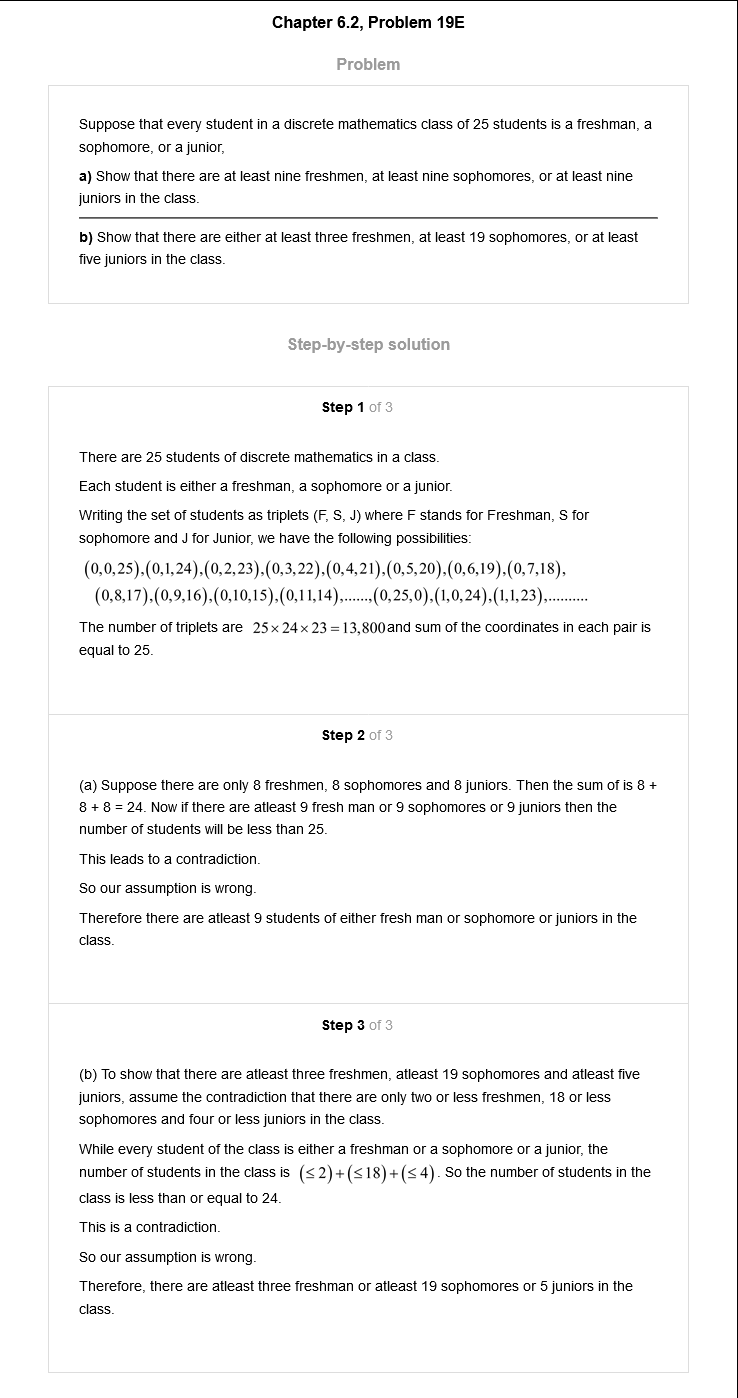 Chapter 6.2, Problem 19E
Problem
Suppose that every student in a discrete mathematics class of 25 students is a freshman, a
sophomore, or a junior,
a) Show that there are at least nine freshmen, at least nine sophomores, or at least nine
juniors in the class.
b) Show that there are either at least three freshmen, at least 19 sophomores, or at least
five juniors in the class.
Step-by-step solution
Step 1 of 3
There are 25 students of discrete mathematics in a class.
Each student is either a freshman, a sophomore or a junior.
Writing the set of students as triplets (F, S, J) where F stands for Freshman, S for
sophomore and J for Junior, we have the following possibilities:
(0,0,25),(0,1,24),(0,2,23),(0,3,22),(0,4,21),(0,5,20),(0,6,19),(0,7,18),
(0,8,17),(0,9,16),(0,10,15),(0,11,14),.......,(0,25,0),(1,0,24),(1,1,23),..........
The number of triplets are 25×24×23=13,800 and sum of the coordinates in each pair is
equal to 25.
Step 2 of 3
(a) Suppose there are only 8 freshmen, 8 sophomores and 8 juniors. Then the sum of is 8 +
8 + 8 = 24. Now if there are atleast 9 fresh man or 9 sophomores or 9 juniors then the
number of students will be less than 25.
This leads to a contradiction.
So our assumption is wrong.
Therefore there are atleast 9 students of either fresh man or sophomore or juniors in the
class.
Step 3 of 3
(b) To show that there are atleast three freshmen, atleast 19 sophomores and atleast five
juniors, assume the contradiction that there are only two or less freshmen, 18 or less
sophomores and four or less juniors in the class.
While every student of the class is either a freshman or a sophomore or a junior, the
number of students in the class is (≤2)+(≤18)+(≤4). So the number of students in the
class is less than or equal to 24.
This is a contradiction.
So our assumption is wrong.
Therefore, there are atleast three freshman or atleast 19 sophomores or 5 juniors in the
class.